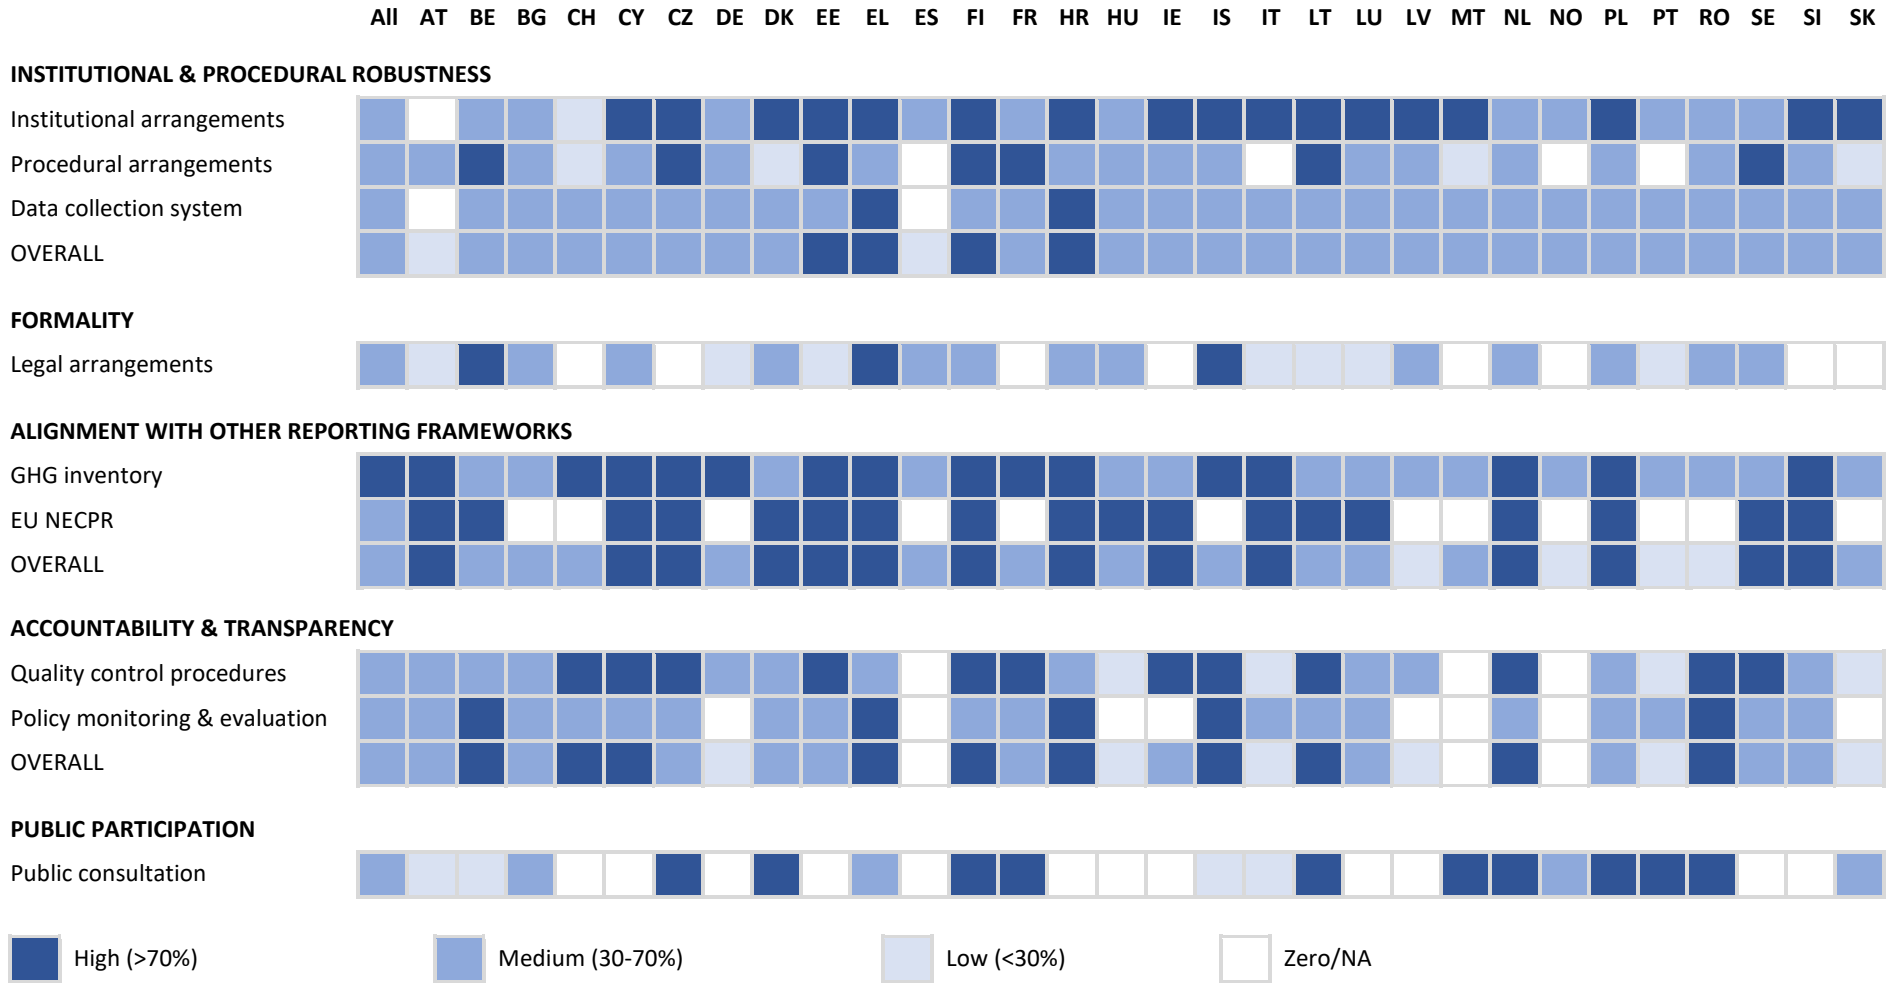 All AT BE BG CH CY CZ DE DK EE EL ES FI FR HR HU IE IS IT LT LU LV MT NL NO PL PT RO SE SI SK
INSTITUTIONAL & PROCEDURAL ROBUSTNESS
Institutional arrangements
Procedural arrangements
Data collection system
OVERALL
FORMALITY
Legal arrangements
ALIGNMENT WITH OTHER REPORTING FRAMEWORKS
GHG inventory
EU NECPR
OVERALL
ACCOUNTABILITY & TRANSPARENCY
Quality control procedures
Policy monitoring & evaluation
OVERALL
PUBLIC PARTICIPATION
Public consultation
High (>70%) Medium (30-70%) Low (<30%) Zero/NA